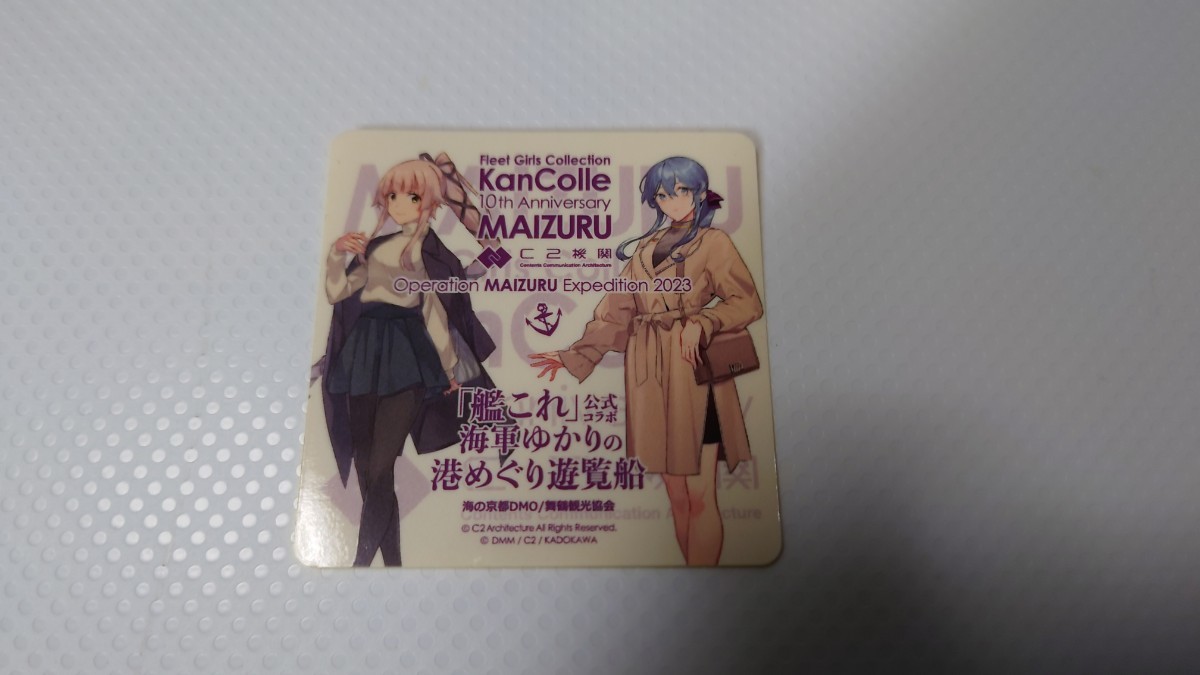 Fleet Girls Collection
KanColle
10th Anniversary
MAIZURU
C2機関
Contents Communication Architecture
Operation MAIZURU Expedition 2023
「艦これ」公式コラボ
海軍ゆかりの
港めぐり遊覧船
海の京都DMO/舞鶴観光協会
© C2 Architecture All Rights Reserved.
© DMM / C2 / KADOKAWA